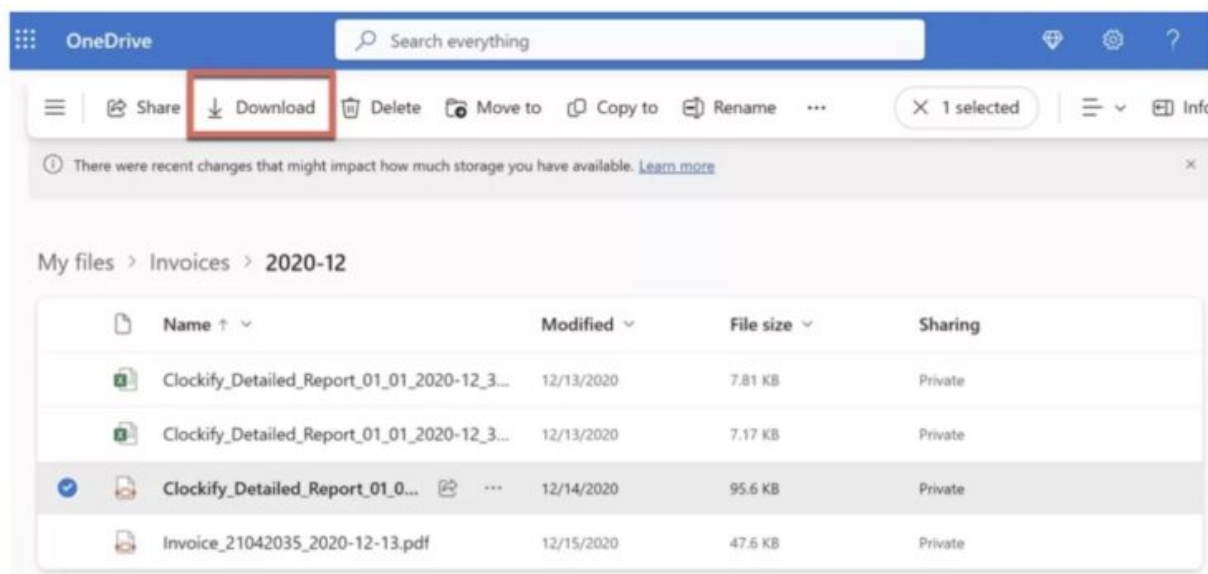 OneDrive Search everything ?
Share Download Delete Move to Copy to Rename ... 1 selected Info
There were recent changes that might impact how much storage you have available. Learn more
My files > Invoices > 2020-12
Name Modified File size Sharing
Clockify_Detailed_Report_01_01_2020-12_3... 12/13/2020 7.81 KB Private
Clockify_Detailed_Report_01_01_2020-12_3... 12/13/2020 7.17 KB Private
Clockify_Detailed_Report_01_0... ... 12/14/2020 95.6 KB Private
Invoice_21042035_2020-12-13.pdf 12/15/2020 47.6 KB Private